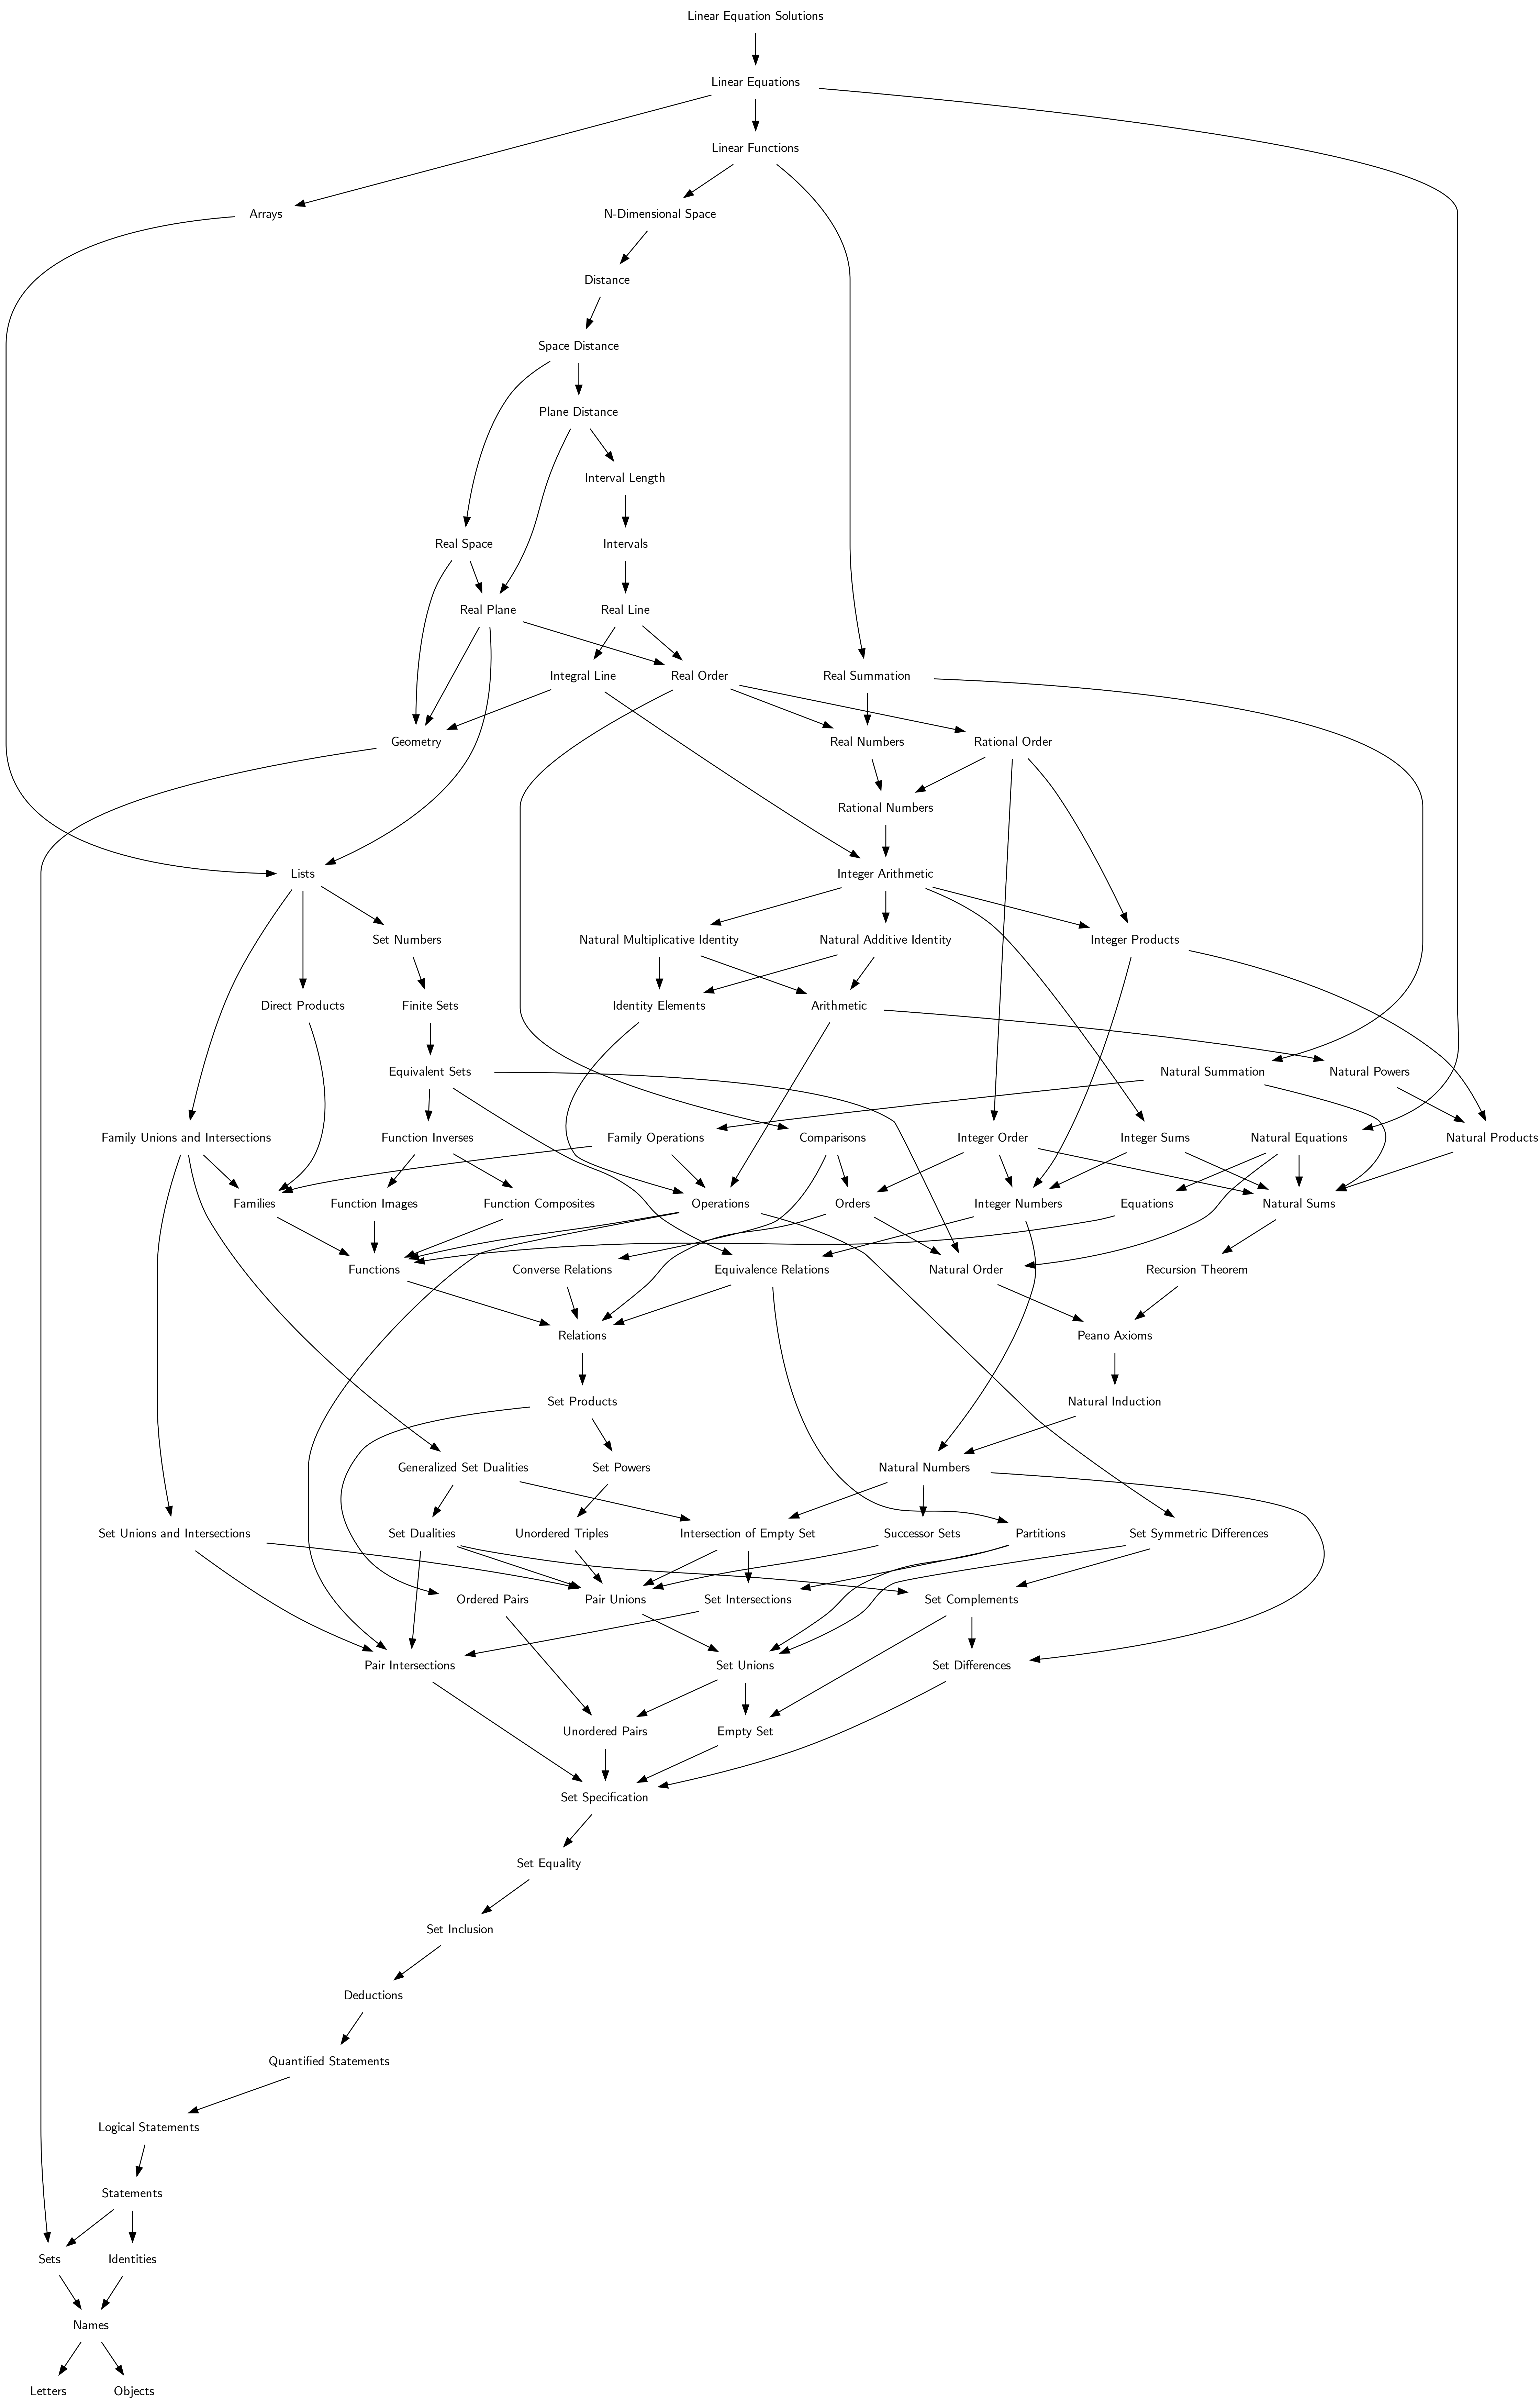 Linear Equation Solutions
Linear Equations
Linear Functions
Arrays
N-Dimensional Space
Distance
Space Distance
Plane Distance
Interval Length
Real Space
Intervals
Real Plane
Real Line
Integral Line
Real Order
Real Summation
Geometry
Real Numbers
Rational Order
Rational Numbers
Lists
Integer Arithmetic
Set Numbers
Natural Multiplicative Identity
Natural Additive Identity
Integer Products
Direct Products
Finite Sets
Identity Elements
Arithmetic
Equivalent Sets
Natural Summation
Natural Powers
Family Unions and Intersections
Function Inverses
Family Operations
Comparisons
Integer Order
Integer Sums
Natural Equations
Natural Products
Families
Function Images
Function Composites
Operations
Orders
Integer Numbers
Equations
Natural Sums
Functions
Converse Relations
Equivalence Relations
Natural Order
Recursion Theorem
Relations
Peano Axioms
Set Products
Natural Induction
Generalized Set Dualities
Set Powers
Natural Numbers
Set Unions and Intersections
Set Dualities
Unordered Triples
Intersection of Empty Set
Successor Sets
Partitions
Set Symmetric Differences
Ordered Pairs
Pair Unions
Set Intersections
Set Complements
Pair Intersections
Set Unions
Set Differences
Unordered Pairs
Empty Set
Set Specification
Set Equality
Set Inclusion
Deductions
Quantified Statements
Logical Statements
Statements
Sets
Identities
Names
Letters
Objects